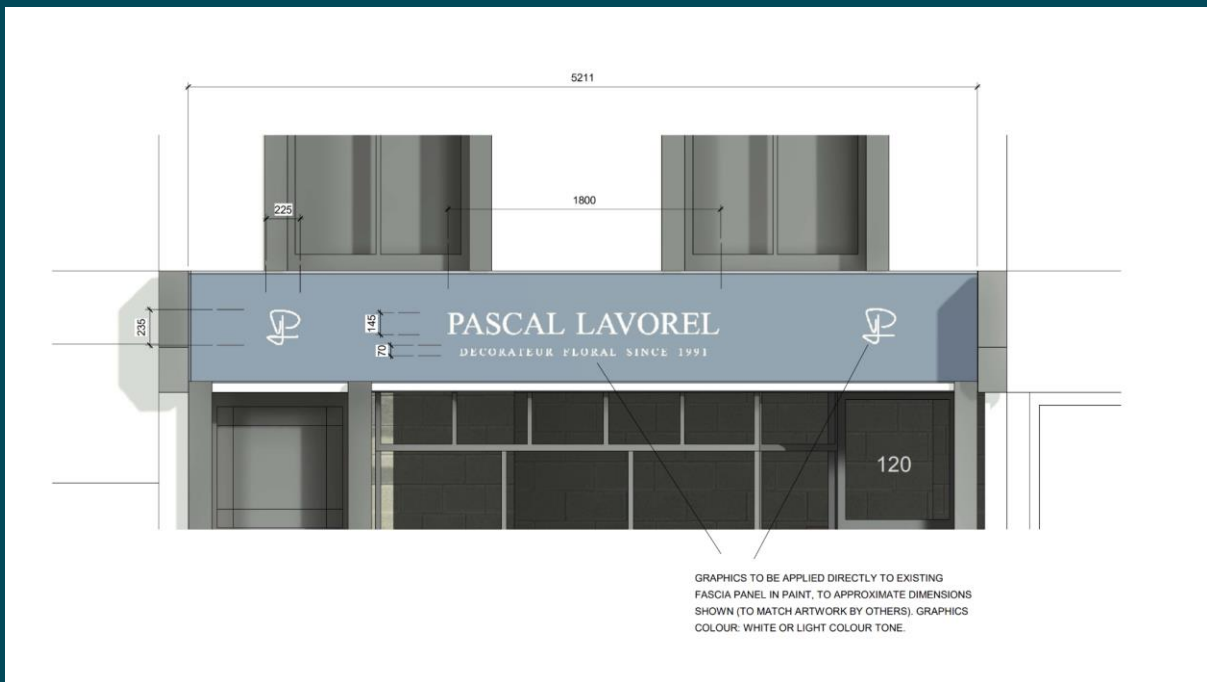 5211
1800
225
235
145
70
PASCAL LAVOREL
DECORATEUR FLORAL SINCE 1991
120
GRAPHICS TO BE APPLIED DIRECTLY TO EXISTING
FASCIA PANEL IN PAINT, TO APPROXIMATE DIMENSIONS
SHOWN (TO MATCH ARTWORK BY OTHERS). GRAPHICS
COLOUR: WHITE OR LIGHT COLOUR TONE.